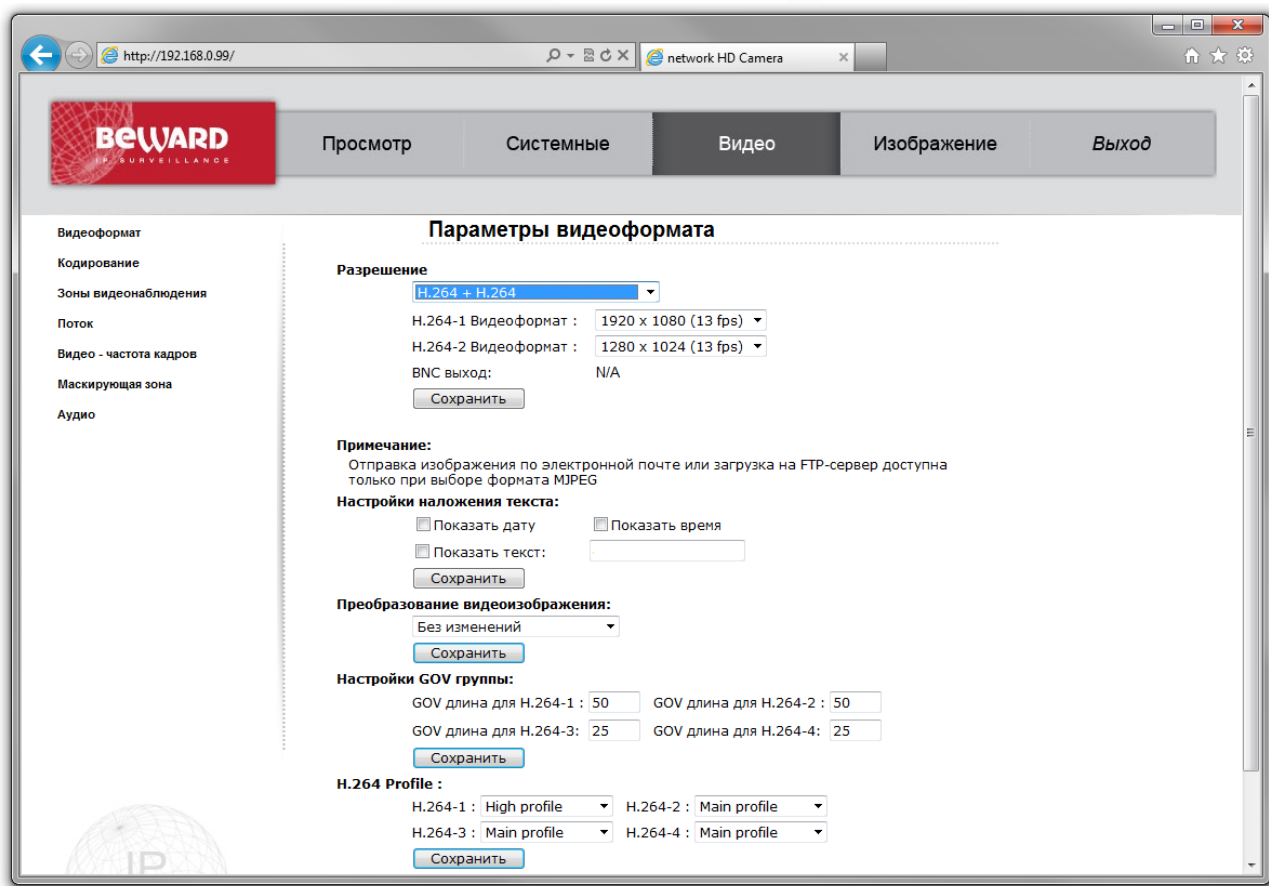 http://192.168.0.99/
network HD Camera
BEWARD
IP SURVEILLANCE
Просмотр
Системные
Видео
Изображение
Выход
Видеоформат
Кодирование
Зоны видеонаблюдения
Поток
Видео - частота кадров
Маскирующая зона
Аудио
Параметры видеоформата
Разрешение
H.264 + H.264
H.264-1 Видеоформат : 1920 x 1080 (13 fps)
H.264-2 Видеоформат : 1280 x 1024 (13 fps)
BNC выход: N/A
Сохранить
Примечание:
Отправка изображения по электронной почте или загрузка на FTP-сервер доступна
только при выборе формата MJPEG
Настройки наложения текста:
Показать дату Показать время
Показать текст:
Сохранить
Преобразование видеоизображения:
Без изменений
Сохранить
Настройки GOV группы:
GOV длина для H.264-1 : 50 GOV длина для H.264-2 : 50
GOV длина для H.264-3: 25 GOV длина для H.264-4: 25
Сохранить
H.264 Profile :
H.264-1 : High profile H.264-2 : Main profile
H.264-3 : Main profile H.264-4 : Main profile
Сохранить
IP